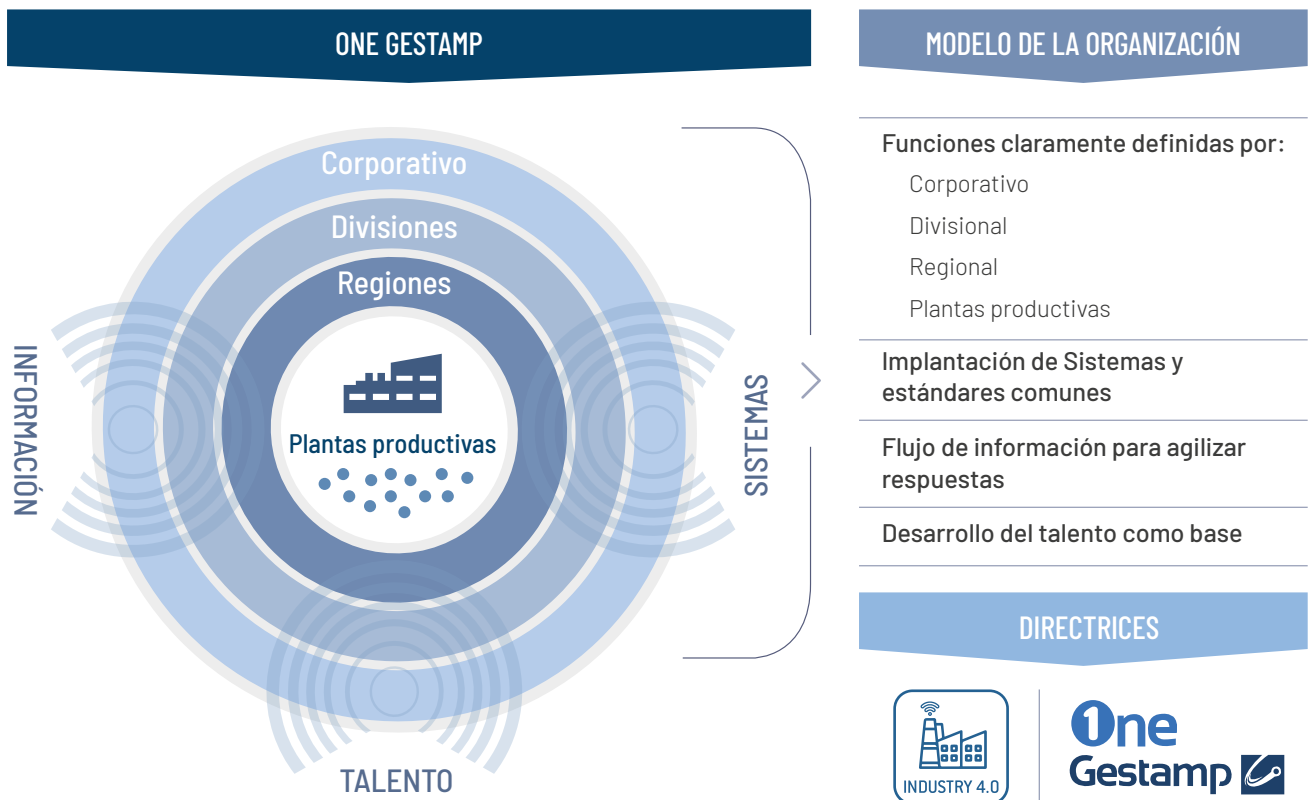 ONE GESTAMP
Corporativo
Divisiones
Regiones
Plantas productivas
INFORMACIÓN
SISTEMAS
TALENTO
MODELO DE LA ORGANIZACIÓN
Funciones claramente definidas por:
Corporativo
Divisional
Regional
Plantas productivas
Implantación de Sistemas y
estándares comunes
Flujo de información para agilizar
respuestas
Desarrollo del talento como base
DIRECTRICES
INDUSTRY 4.0
One
Gestamp